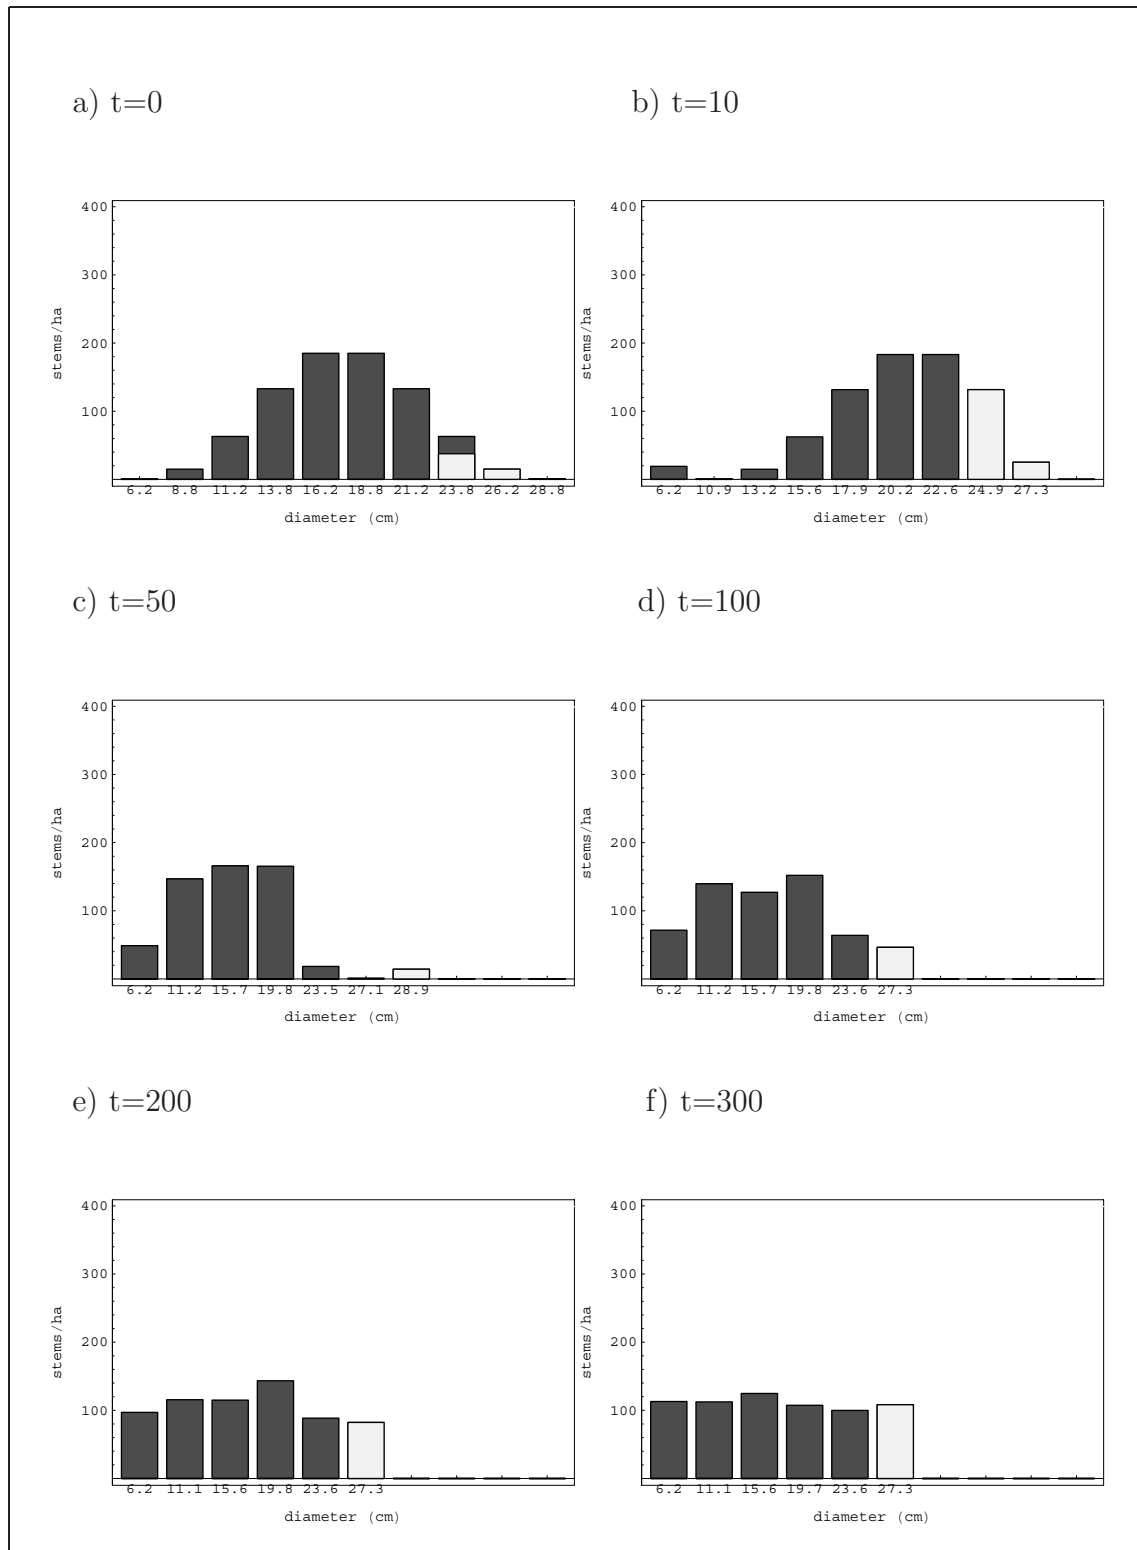 a) t=0
b) t=10
400
300
200
100
stems/ha
6.2 8.8 11.2 13.8 16.2 18.8 21.2 23.8 26.2 28.8
diameter (cm)
400
300
200
100
stems/ha
6.2 10.9 13.2 15.6 17.9 20.2 22.6 24.9 27.3
diameter (cm)
c) t=50
d) t=100
400
300
200
100
stems/ha
6.2 11.2 15.7 19.8 23.5 27.1 28.9
diameter (cm)
400
300
200
100
stems/ha
6.2 11.2 15.7 19.8 23.6 27.3
diameter (cm)
e) t=200
f) t=300
400
300
200
100
stems/ha
6.2 11.1 15.6 19.8 23.6 27.3
diameter (cm)
400
300
200
100
stems/ha
6.2 11.1 15.6 19.7 23.6 27.3
diameter (cm)